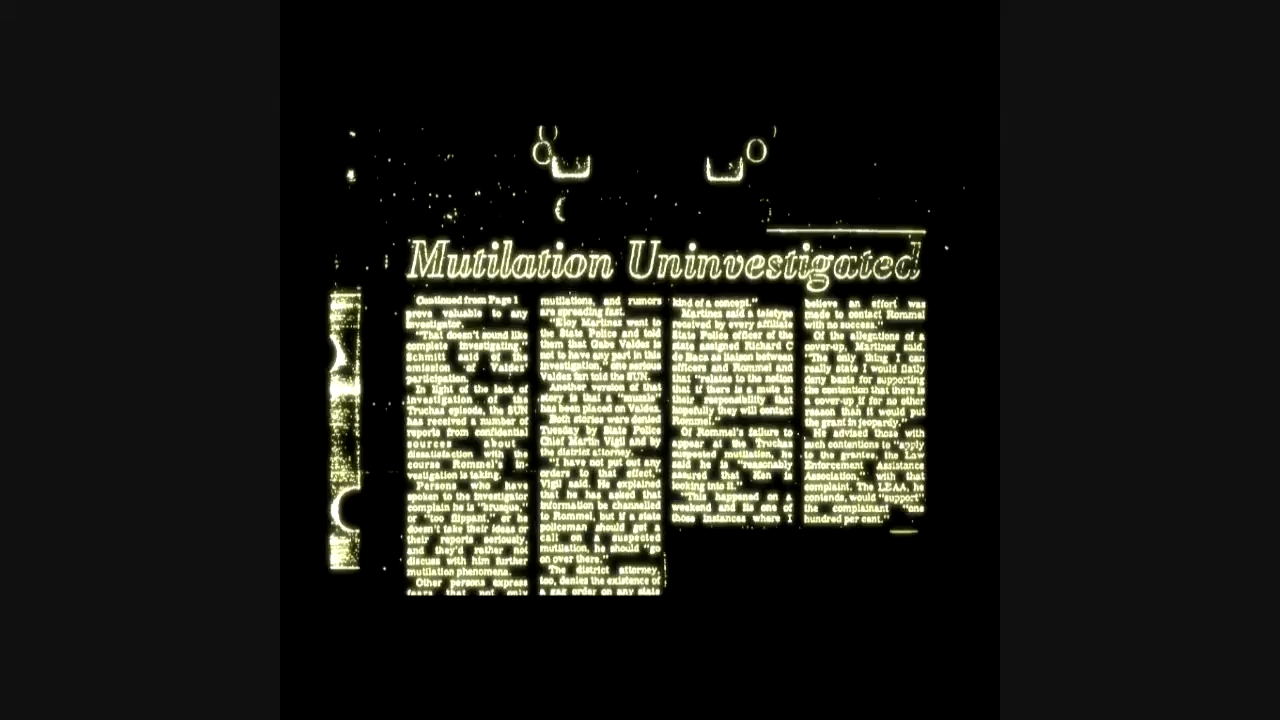 Mutilation Uninvestigated
Continued from Page 1
prove valuable to any
investigator.
"That doesn't sound like
complete investigating,"
Schmitt said of the
omission of Valdez'
participation.
In light of the lack of
investigation of the
Truchas episode, the SUN
has received a number of
reports from confidential
sources about
dissatisfaction with the
course Rommel's in-
vestigation is taking.
Persons who have
spoken to the investigator
complain he is "brusque,"
or "too flippant," or he
doesn't take their ideas or
their reports seriously,
and they'd rather not
discuss with him further
mutilation phenomena.
Other persons express
fears that not only
mutilations, and rumors
are spreading fast.
"Eloy Martinez went to
the State Police and told
them that Gabe Valdez is
not to have any part in this
investigation," one serious
Valdez fan told the SUN.
Another version of that
story is that a "muzzle"
has been placed on Valdez.
Both stories were denied
Tuesday by State Police
Chief Martin Vigil and by
the district attorney.
"I have not put out any
orders to that effect,"
Vigil said. He explained
that he has asked that
information be channelled
to Rommel, but if a state
policeman should get a
call on a suspected
mutilation, he should "go
on over there."
The district attorney,
too, denies the existence of
a gag order on any state
kind of a concept."
Martinez said a teletype
received by every affiliate
State Police officer of the
state assigned Richard C
de Baca as liaison between
officers and Rommel and
that "relates to the notion
that if there is a mute in
their responsibility that
hopefully they will contact
Rommel."
Of Rommel's failure to
appear at the Truchas
suspected mutilation, he
said he is "reasonably
assured that Ken is
looking into it."
"This happened on a
weekend and its one of
those instances where I
believe an effort was
made to contact Rommel
with no success."
Of the allegations of a
cover-up, Martinez said,
"The only thing I can
really state I would flatly
deny basis for supporting
the contention that there is
a cover-up if for no other
reason than it would put
the grant in jeopardy."
He advised those with
such contentions to "apply
to the grantee, the Law
Enforcement Assistance
Association," with that
complaint. The LEAA, he
contends, would "support"
the complainant "one
hundred per cent."